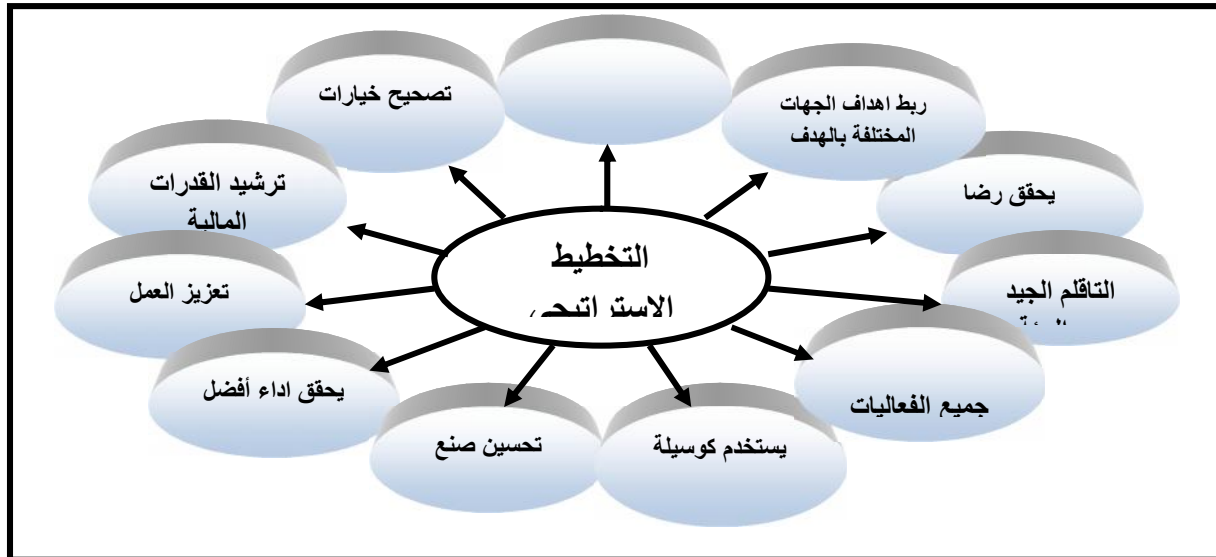 ربط اهداف الجهات
المختلفة بالهدف
تصحيح خيارات
يحقق رضا
ترشيد القدرات
المالية
التخطيط
الاستراتيجي
التاقلم الجيد
تعزيز العمل
جميع الفعاليات
يحقق اداء أفضل
يستخدم كوسيلة
تحسين صنع